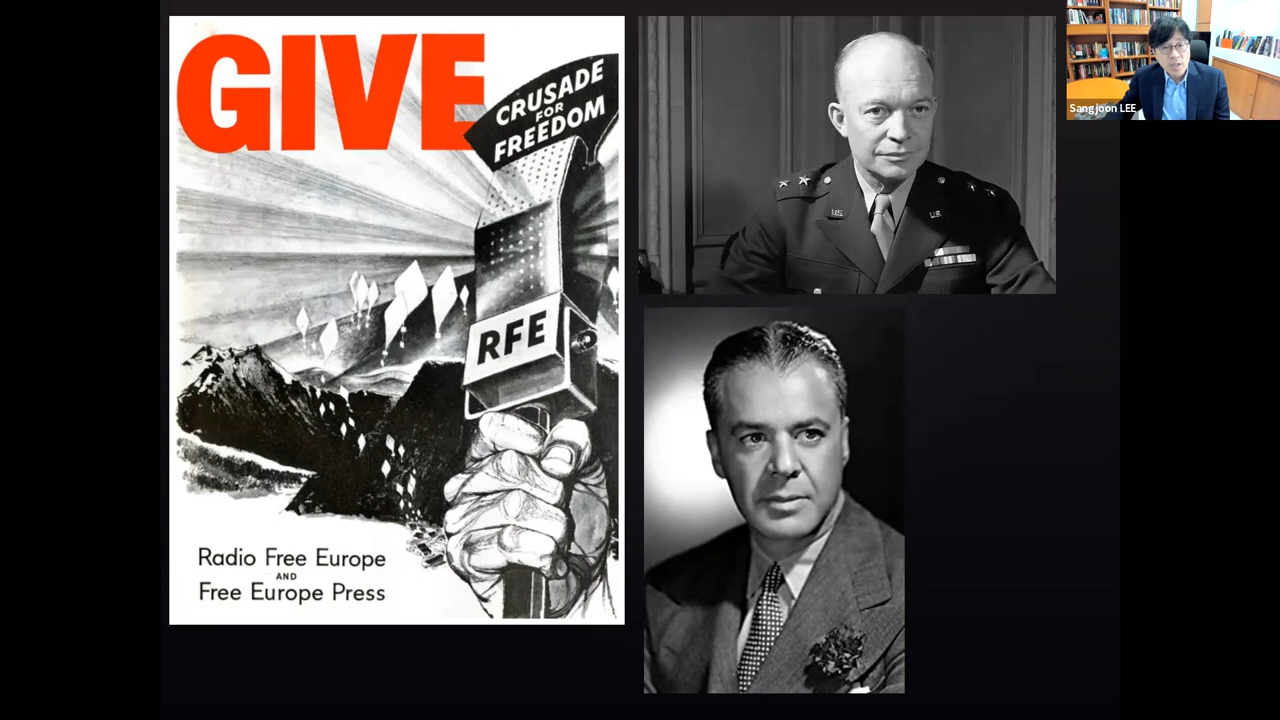 GIVE
CRUSADE
FOR
FREEDOM
RFE
Radio Free Europe
AND
Free Europe Press
U.S.
U.S.
Sangjoon LEE